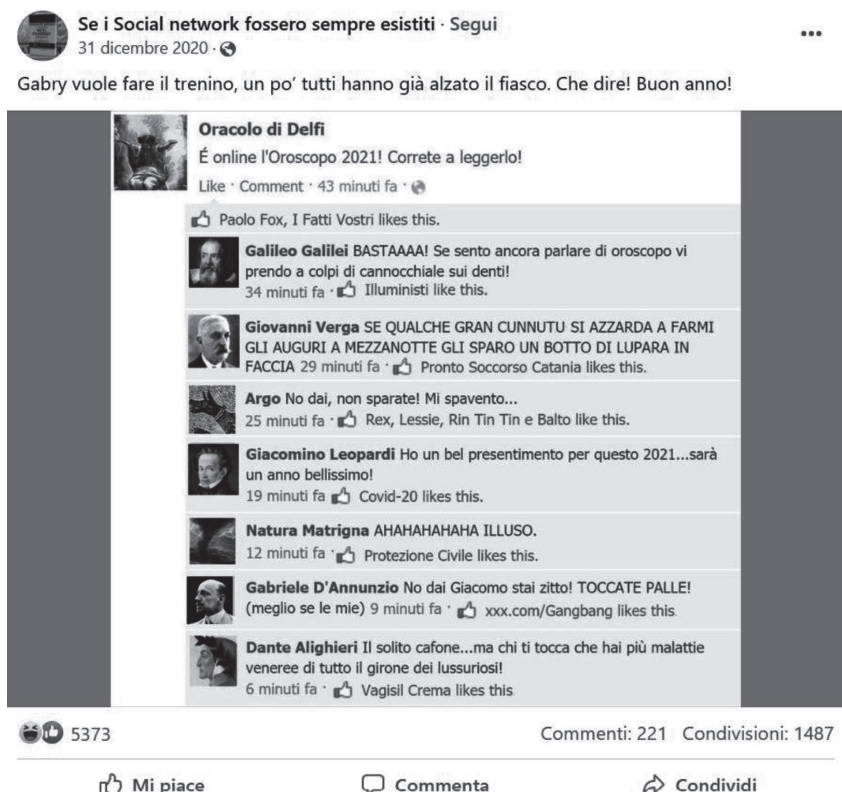 Se i Social network fossero sempre esistiti · Segui
31 dicembre 2020 ·
Gabry vuole fare il trenino, un po' tutti hanno già alzato il fiasco. Che dire! Buon anno!
Oracolo di Delfi
É online l'Oroscopo 2021! Correte a leggerlo!
Like · Comment · 43 minuti fa ·
Paolo Fox, I Fatti Vostri likes this.
Galileo Galilei BASTAAAA! Se sento ancora parlare di oroscopo vi
prendo a colpi di cannocchiale sui denti!
34 minuti fa · Illuministi like this.
Giovanni Verga SE QUALCHE GRAN CUNNUTU SI AZZARDA A FARMI
GLI AUGURI A MEZZANOTTE GLI SPARO UN BOTTO DI LUPARA IN
FACCIA 29 minuti fa · Pronto Soccorso Catania likes this.
Argo No dai, non sparate! Mi spavento...
25 minuti fa · Rex, Lessie, Rin Tin Tin e Balto like this.
Giacomino Leopardi Ho un bel presentimento per questo 2021...sarà
un anno bellissimo!
19 minuti fa Covid-20 likes this.
Natura Matrigna AHAHAHAHAHA ILLUSO.
12 minuti fa · Protezione Civile likes this.
Gabriele D'Annunzio No dai Giacomo stai zitto! TOCCATE PALLE!
(meglio se le mie) 9 minuti fa · xxx.com/Gangbang likes this
Dante Alighieri Il solito cafone...ma chi ti tocca che hai più malattie
veneree di tutto il girone dei lussuriosi!
6 minuti fa · Vagisil Crema likes this
5373 Commenti: 221 Condivisioni: 1487
Mi piace Commenta Condividi